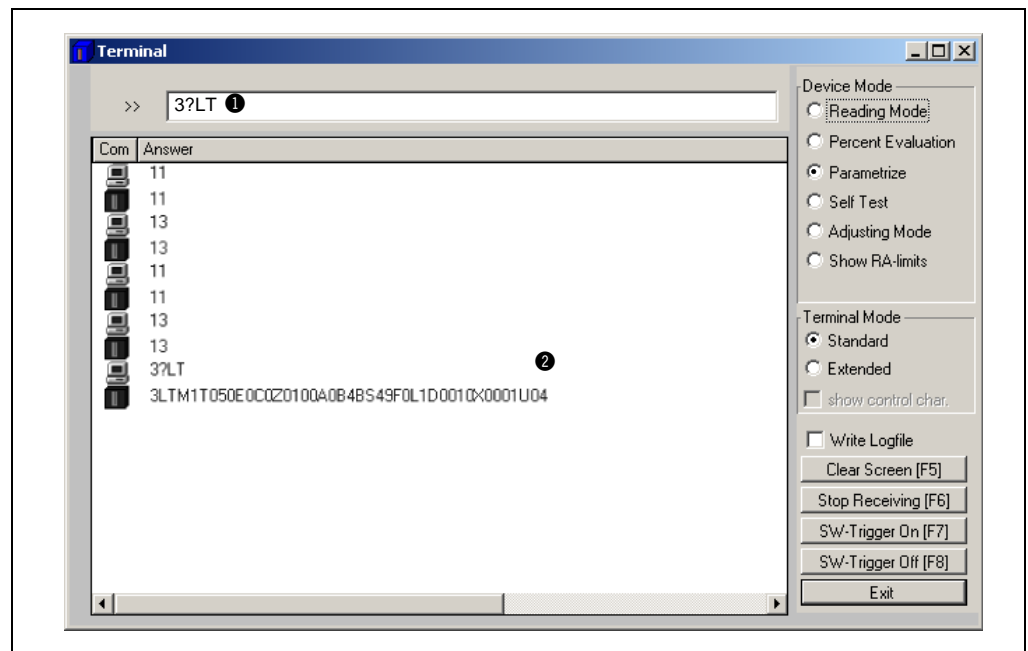 Terminal
>> 3?LT ❶
Com Answer
11
11
13
13
11
11
13
13
3?LT
❷
3LTM1T050E0C0Z0100A0B4BS49F0L1D0010X0001U04
Device Mode
Reading Mode
Percent Evaluation
Parametrize
Self Test
Adjusting Mode
Show RA-limits
Terminal Mode
Standard
Extended
show control char.
Write Logfile
Clear Screen [F5]
Stop Receiving [F6]
SW-Trigger On [F7]
SW-Trigger Off [F8]
Exit